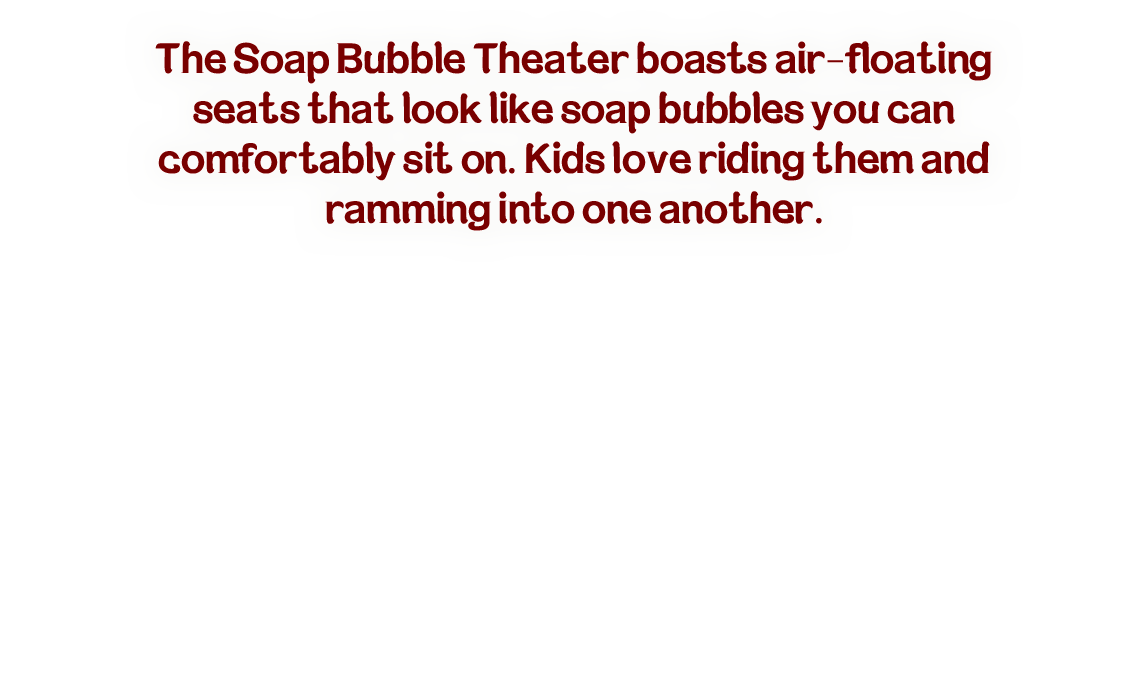 The Soap Bubble Theater boasts air-floating
seats that look like soap bubbles you can
comfortably sit on. Kids love riding them and
ramming into one another.